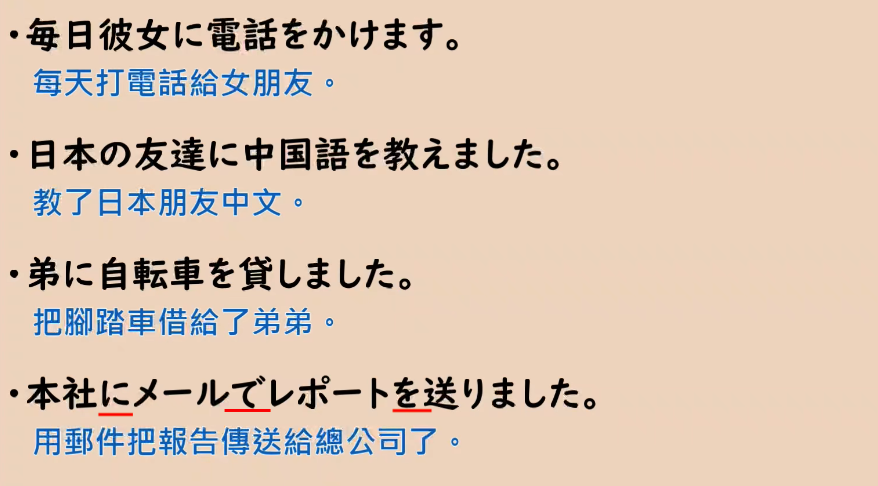 ・毎日彼女に電話をかけます。
每天打電話給女朋友。
・日本の友達に中国語を教えました。
教了日本朋友中文。
・弟に自転車を貸しました。
把腳踏車借給了弟弟。
・本社にメールでレポートを送りました。
用郵件把報告傳送給總公司了。